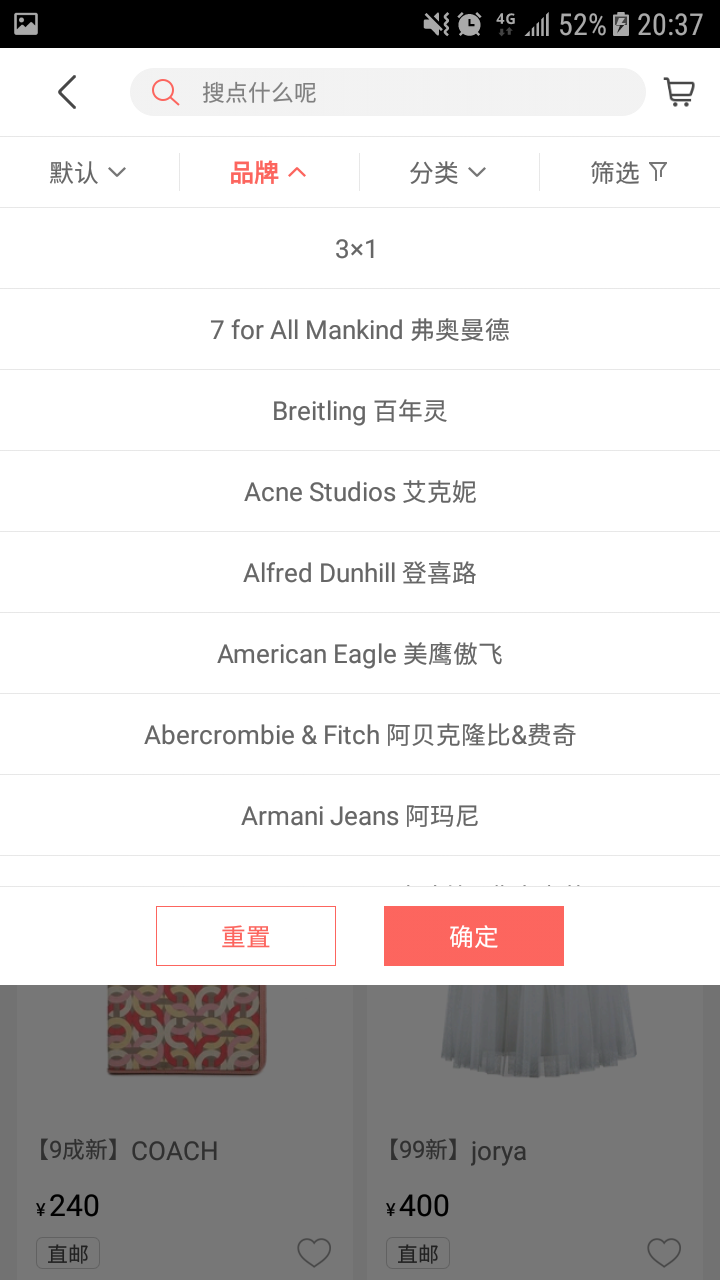 4G 52% 20:37
搜点什么呢
默认 品牌 分类 筛选
3×1
7 for All Mankind 弗奥曼德
Breitling 百年灵
Acne Studios 艾克妮
Alfred Dunhill 登喜路
American Eagle 美鹰傲飞
Abercrombie & Fitch 阿贝克隆比&费奇
Armani Jeans 阿玛尼
重置 确定
【9成新】COACH
【99新】jorya
¥240
¥400
直邮
直邮